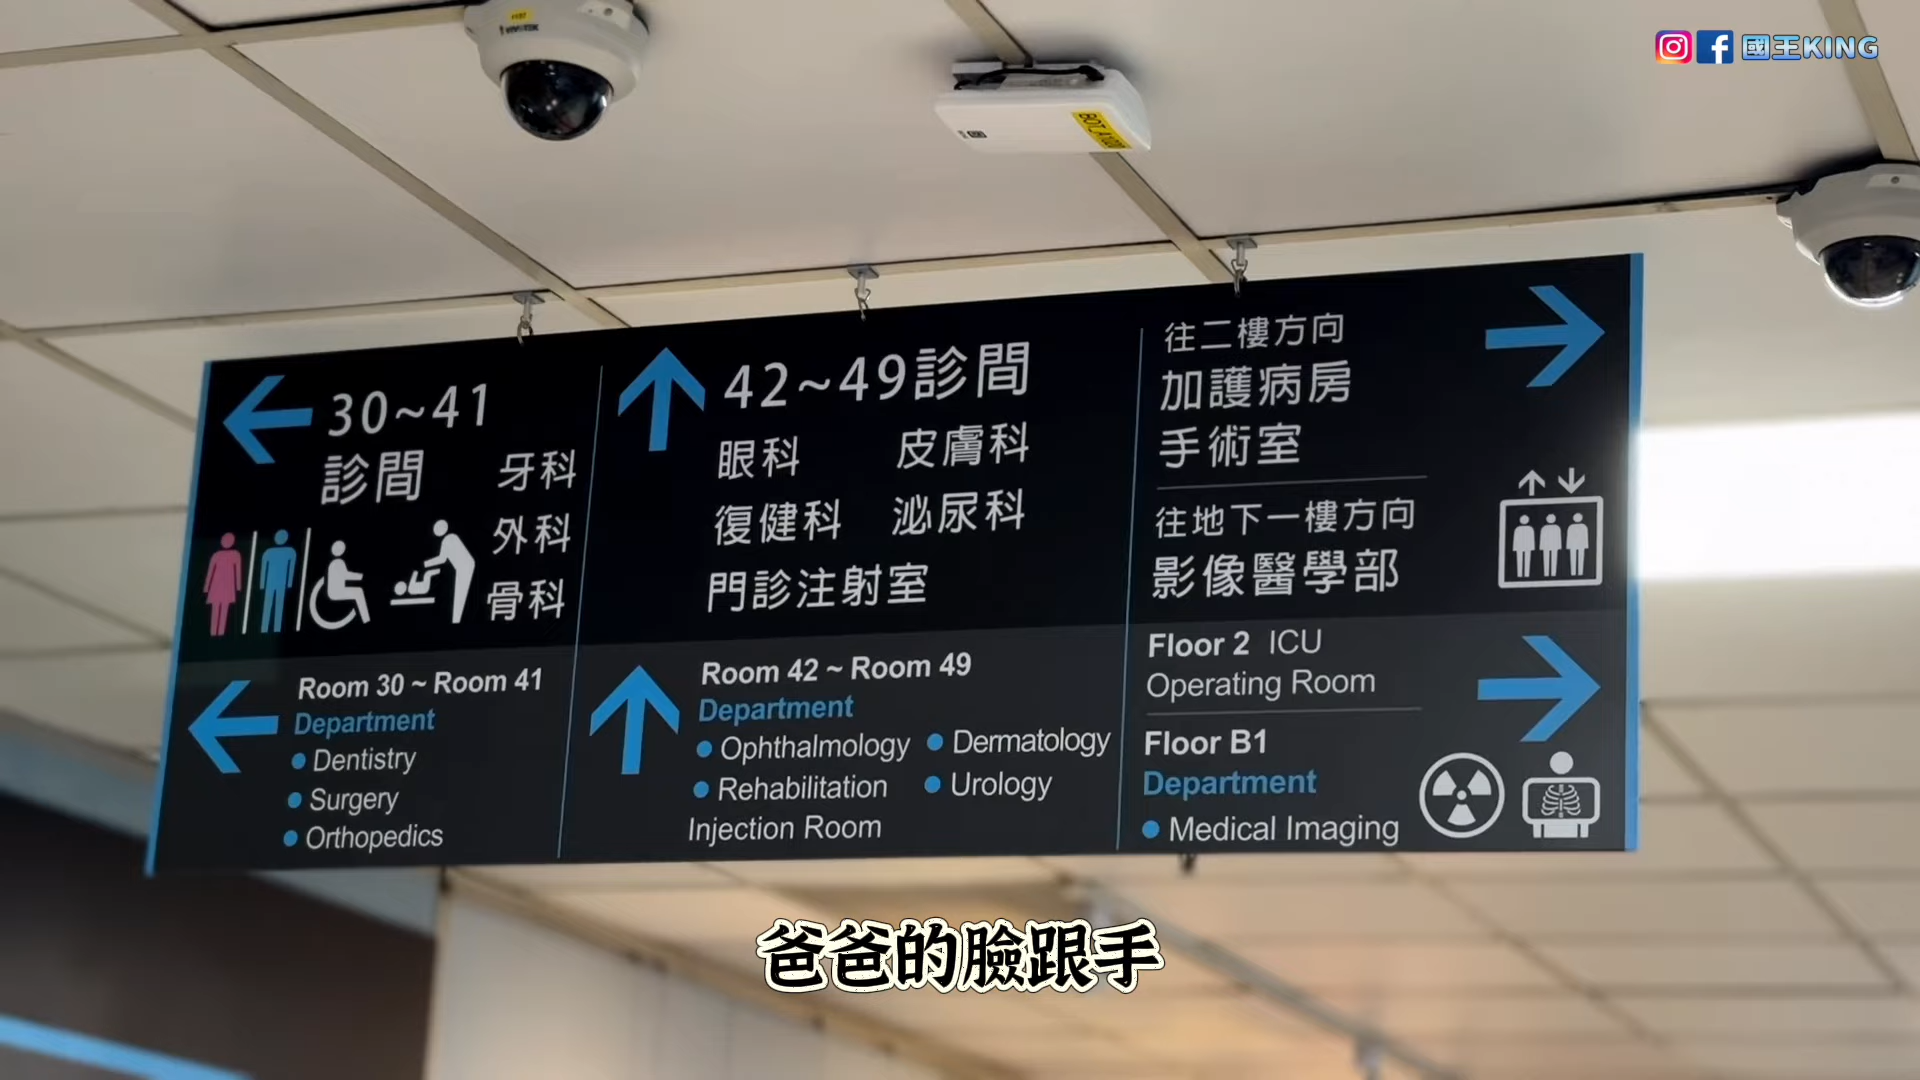 國王KING
30~41
診間
牙科
外科
骨科
Room 30 ~ Room 41
Department
Dentistry
Surgery
Orthopedics
42~49診間
眼科 皮膚科
復健科 泌尿科
門診注射室
Room 42 ~ Room 49
Department
Ophthalmology Dermatology
Rehabilitation Urology
Injection Room
往二樓方向
加護病房
手術室
往地下一樓方向
影像醫學部
Floor 2 ICU
Operating Room
Floor B1
Department
Medical Imaging
爸爸的臉跟手